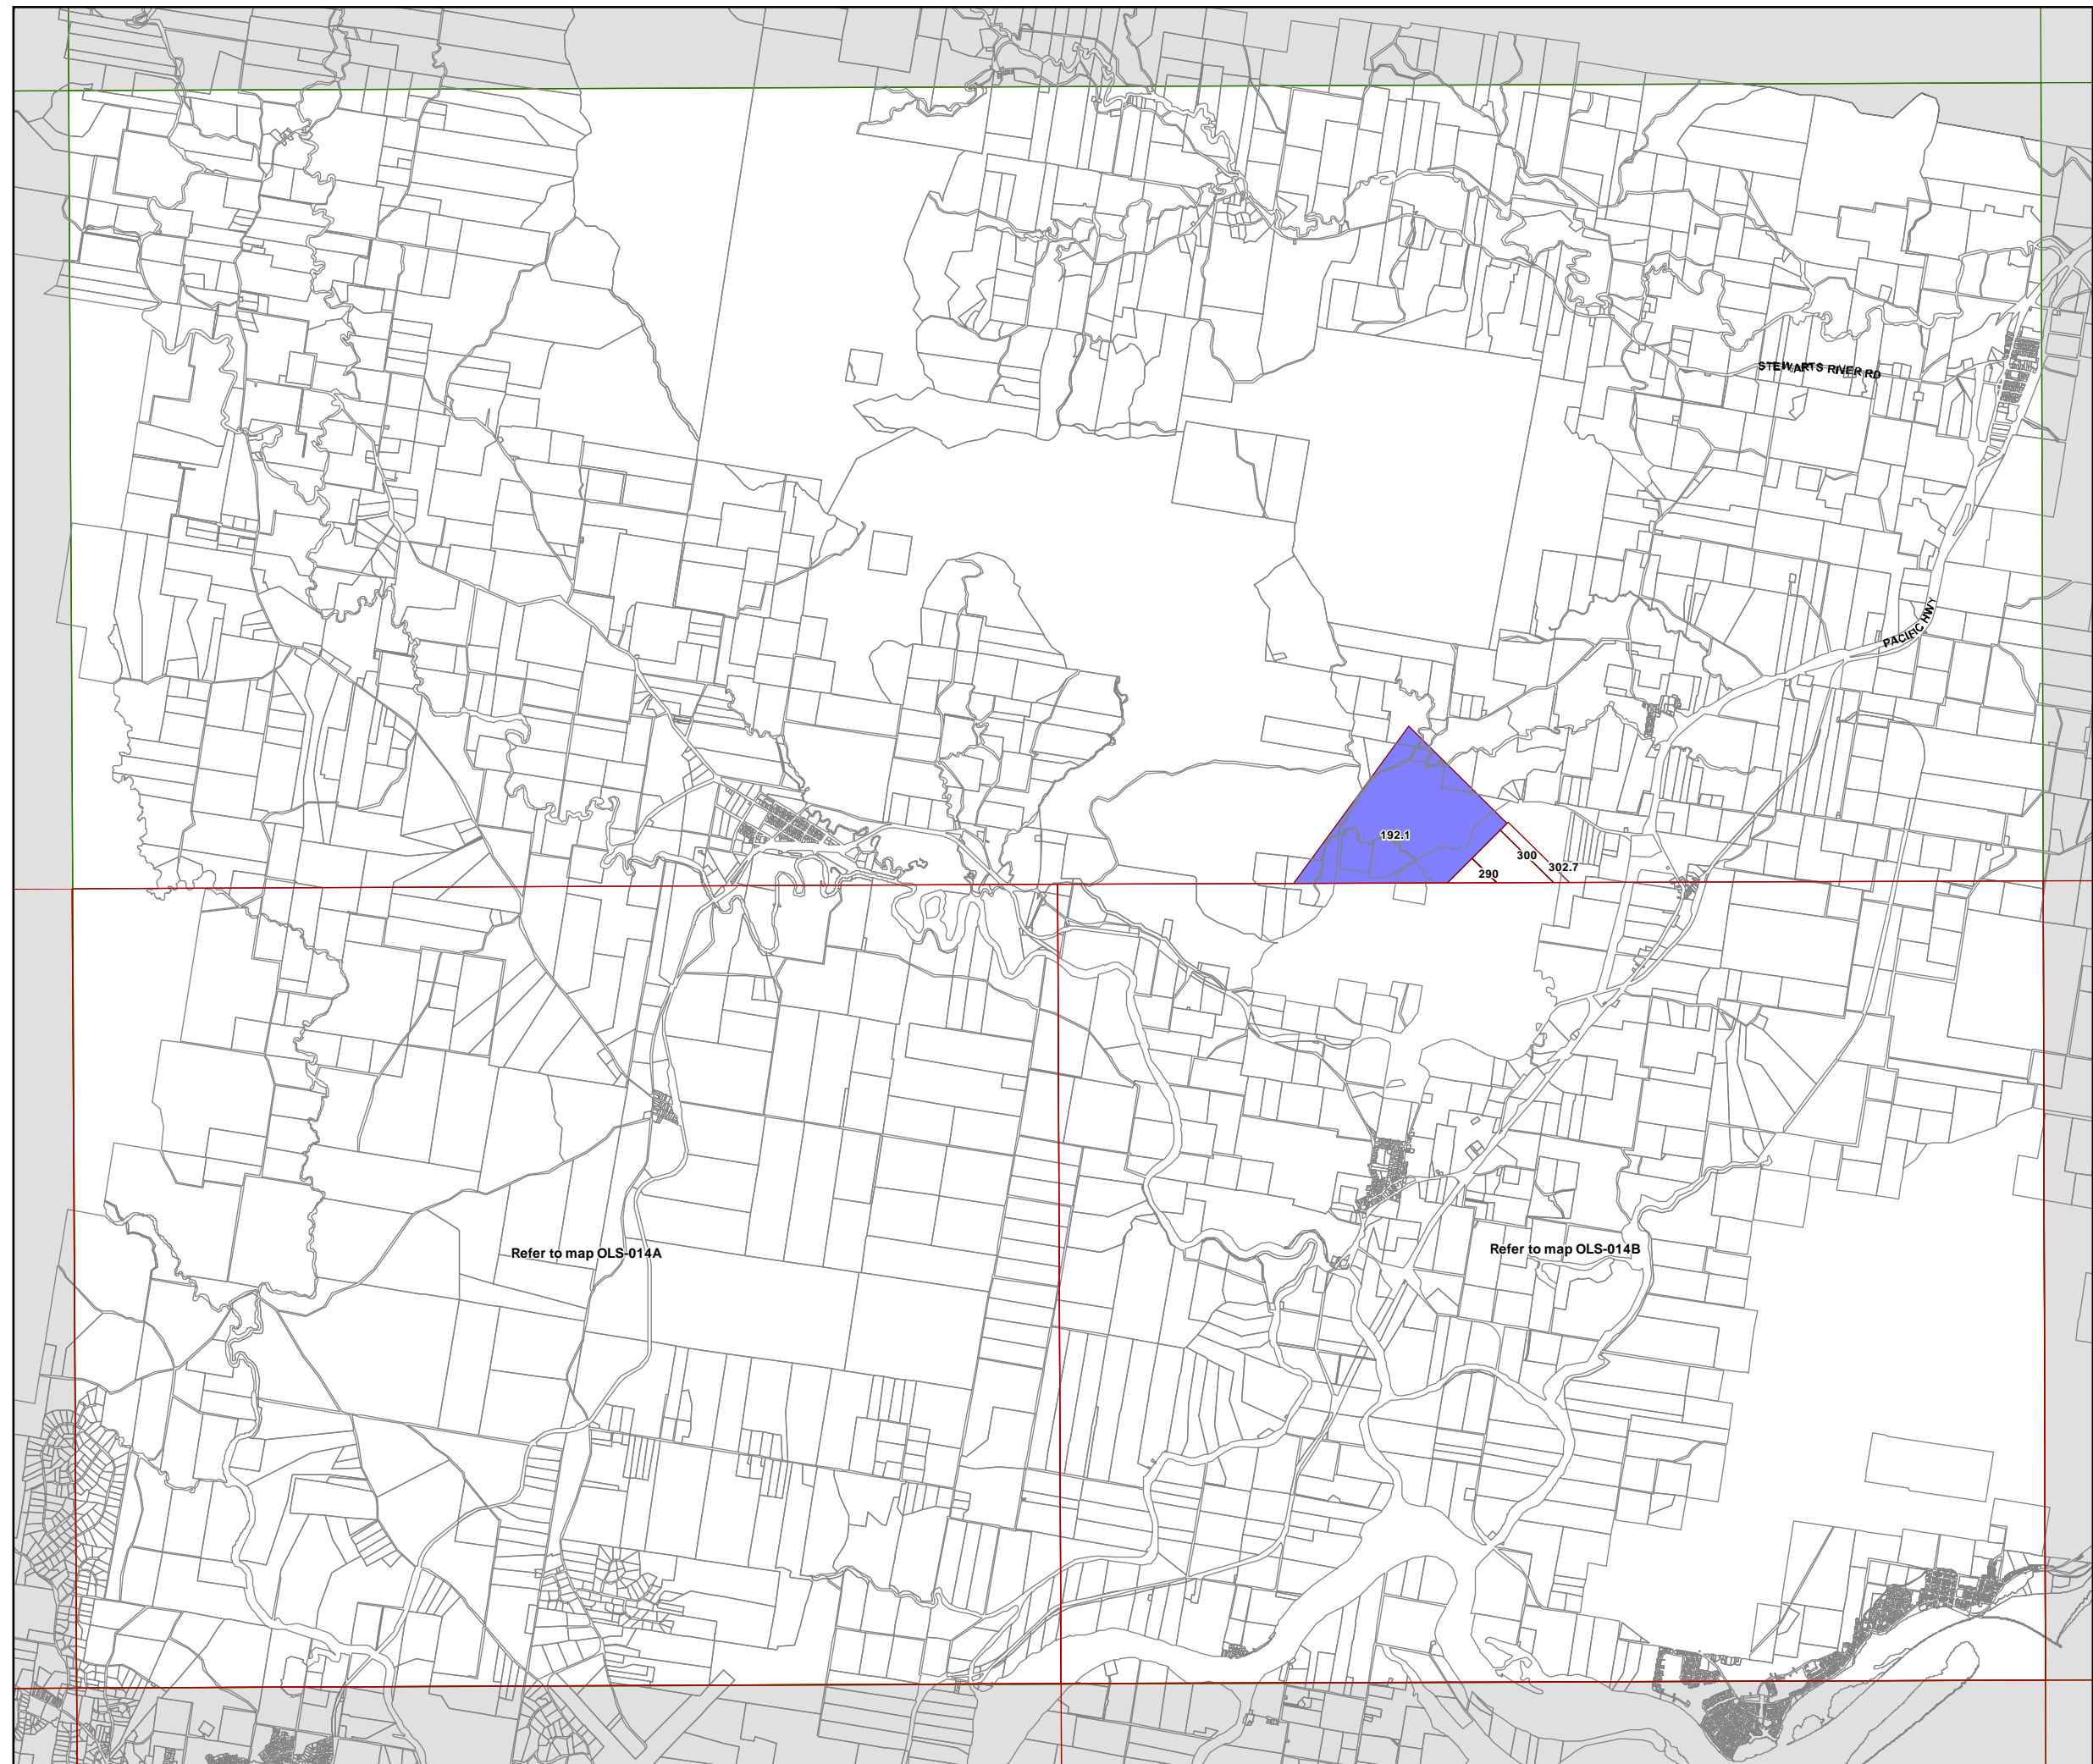 STEWARTS RIVER RD
PACIFIC HWY
192.1
300
302.7
290
Refer to map OLS-014A
Refer to map OLS-014B